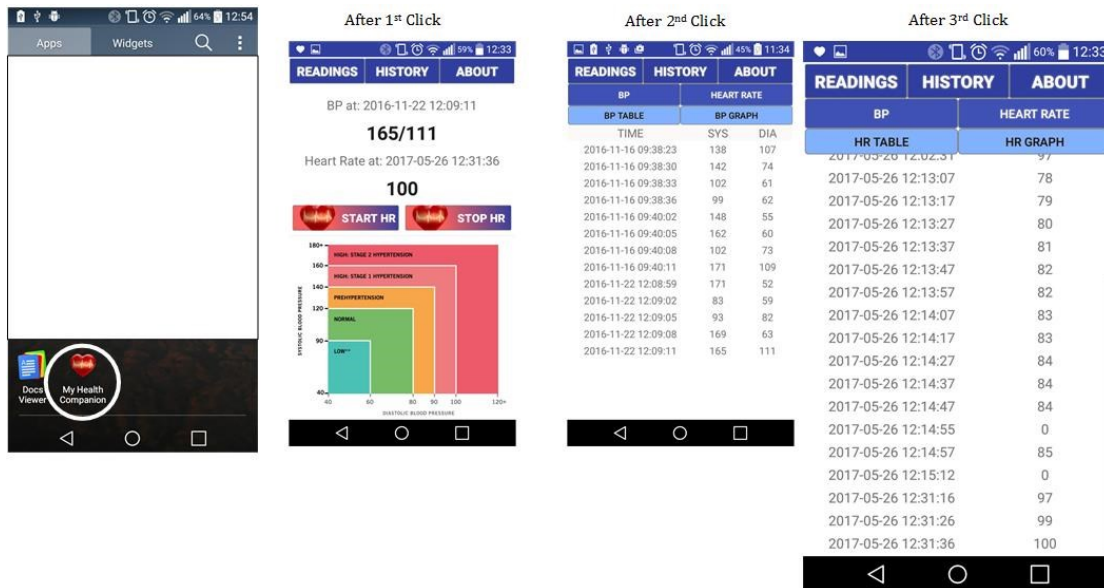 64% 12:54
Apps Widgets
Docs Viewer
My Health Companion
After 1st Click
59% 12:33
READINGS HISTORY ABOUT
BP at: 2016-11-22 12:09:11
165/111
Heart Rate at: 2017-05-26 12:31:36
100
START HR STOP HR
SYSTOLIC BLOOD PRESSURE
180+
HIGH: STAGE 2 HYPERTENSION
160
HIGH: STAGE 1 HYPERTENSION
140
PREHYPERTENSION
120
NORMAL
90
LOW**
40
40 60 80 90 100 120+
DIASTOLIC BLOOD PRESSURE
After 2nd Click
45% 11:34
READINGS HISTORY ABOUT
BP HEART RATE
BP TABLE BP GRAPH
TIME SYS DIA
2016-11-16 09:38:23 138 107
2016-11-16 09:38:30 142 74
2016-11-16 09:38:33 102 61
2016-11-16 09:38:36 99 62
2016-11-16 09:40:02 148 55
2016-11-16 09:40:05 162 60
2016-11-16 09:40:08 102 73
2016-11-16 09:40:11 171 109
2016-11-22 12:08:59 171 52
2016-11-22 12:09:02 83 59
2016-11-22 12:09:05 93 82
2016-11-22 12:09:08 169 63
2016-11-22 12:09:11 165 111
After 3rd Click
60% 12:33
READINGS HISTORY ABOUT
BP HEART RATE
HR TABLE HR GRAPH
2017-05-26 12:02:31 97
2017-05-26 12:13:07 78
2017-05-26 12:13:17 79
2017-05-26 12:13:27 80
2017-05-26 12:13:37 81
2017-05-26 12:13:47 82
2017-05-26 12:13:57 82
2017-05-26 12:14:07 83
2017-05-26 12:14:17 83
2017-05-26 12:14:27 84
2017-05-26 12:14:37 84
2017-05-26 12:14:47 84
2017-05-26 12:14:55 0
2017-05-26 12:14:57 85
2017-05-26 12:15:12 0
2017-05-26 12:31:16 97
2017-05-26 12:31:26 99
2017-05-26 12:31:36 100